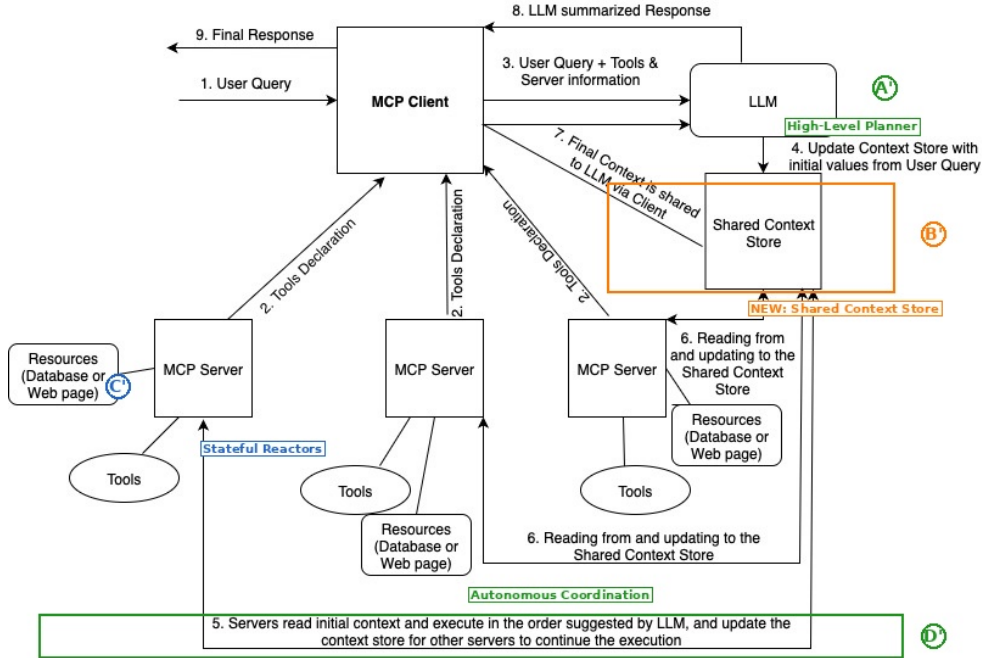 8. LLM summarized Response
9. Final Response
1. User Query
MCP Client
3. User Query + Tools &
Server information
LLM
A'
High-Level Planner
4. Update Context Store with
initial values from User Query
7. Final Context is shared
to LLM via Client
Shared Context
Store
B'
NEW: Shared Context Store
2. Tools Declaration
2. Tools Declaration
2. Tools Declaration
Resources
(Database or
Web page)
C'
MCP Server
MCP Server
MCP Server
6. Reading from
and updating to the
Shared Context
Store
Resources
(Database or
Web page)
Stateful Reactors
Tools
Tools
Tools
Resources
(Database or
Web page)
6. Reading from and updating to the
Shared Context Store
Autonomous Coordination
5. Servers read initial context and execute in the order suggested by LLM, and update the
context store for other servers to continue the execution
D'